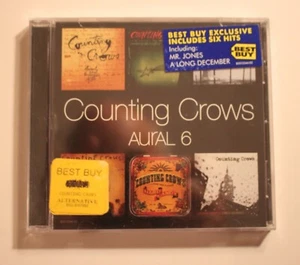 Counting
Crows
BEST BUY EXCLUSIVE
INCLUDES SIX HITS
Including:
MR. JONES
A LONG DECEMBER
BEST
BUY
Counting Crows
AURAL 6
BEST BUY
ALTERNATIVE
COUNTING CROWS
Counting Crows